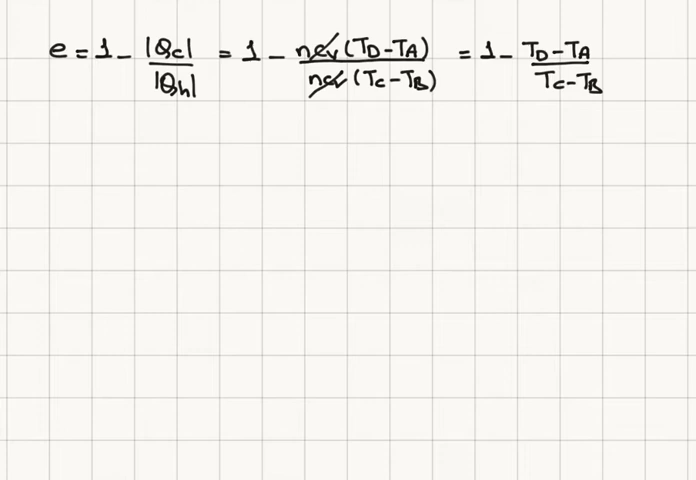 e = 1 - |Qc| / |Qh| = 1 - ncv (TD - TA) / ncv (TC - TB) = 1 - TD - TA / TC - TB